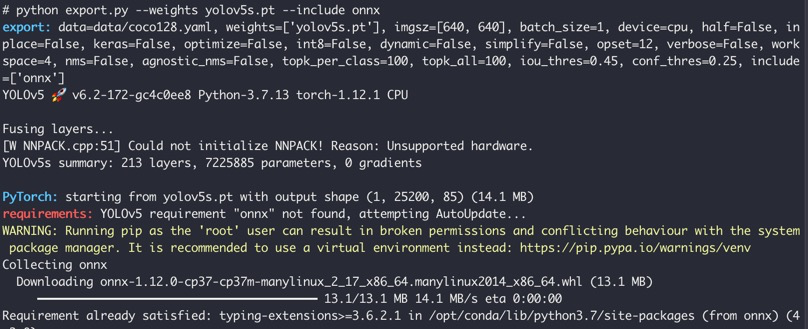 # python export.py --weights yolov5s.pt --include onnx
export: data=data/coco128.yaml, weights=['yolov5s.pt'], imgsz=[640, 640], batch_size=1, device=cpu, half=False, in
place=False, keras=False, optimize=False, int8=False, dynamic=False, simplify=False, opset=12, verbose=False, work
space=4, nms=False, agnostic_nms=False, topk_per_class=100, topk_all=100, iou_thres=0.45, conf_thres=0.25, include
=['onnx']
YOLOv5 🚀 v6.2-172-gc4c0ee8 Python-3.7.13 torch-1.12.1 CPU
Fusing layers...
[W NNPACK.cpp:51] Could not initialize NNPACK! Reason: Unsupported hardware.
YOLOv5s summary: 213 layers, 7225885 parameters, 0 gradients
PyTorch: starting from yolov5s.pt with output shape (1, 25200, 85) (14.1 MB)
requirements: YOLOv5 requirement "onnx" not found, attempting AutoUpdate...
WARNING: Running pip as the 'root' user can result in broken permissions and conflicting behaviour with the system
package manager. It is recommended to use a virtual environment instead: https://pip.pypa.io/warnings/venv
Collecting onnx
Downloading onnx-1.12.0-cp37-cp37m-manylinux_2_17_x86_64.manylinux2014_x86_64.whl (13.1 MB)
13.1/13.1 MB 14.1 MB/s eta 0:00:00
Requirement already satisfied: typing-extensions>=3.6.2.1 in /opt/conda/lib/python3.7/site-packages (from onnx) (4